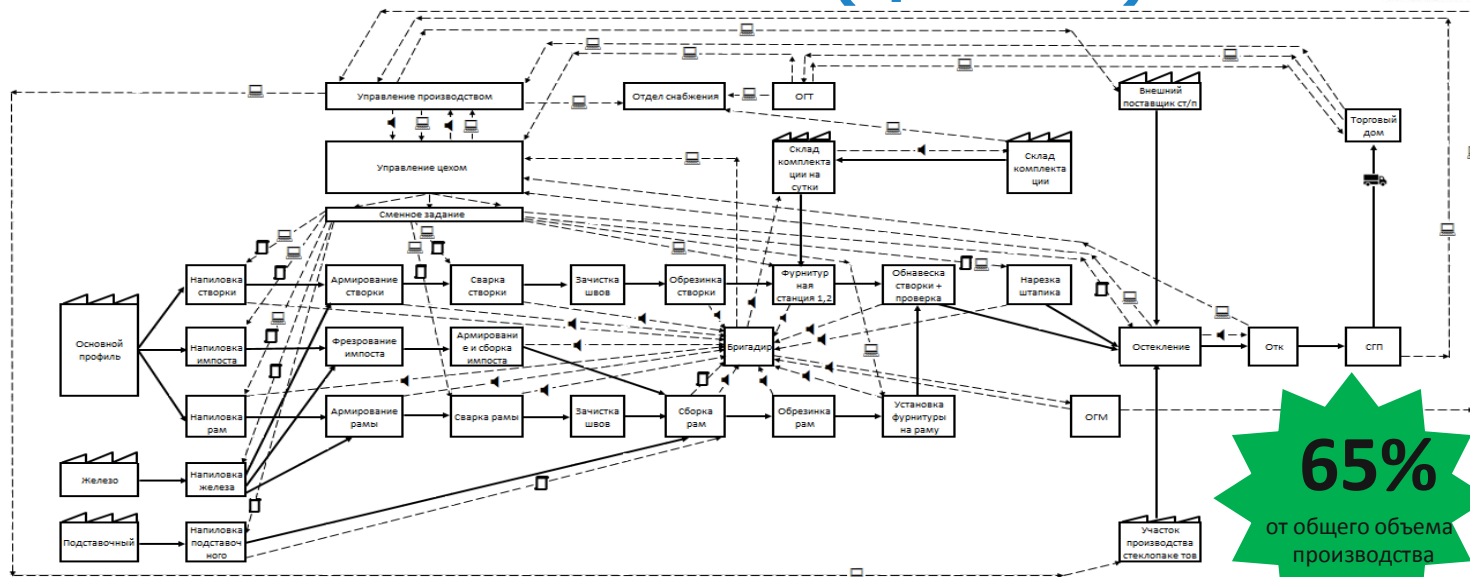 Управление производством
Отдел снабжения
ОГТ
Внешний
поставщик ст/п
Торговый
дом
Управление цехом
Склад
комплекта
ции на
сутки
Склад
комплекта
ции
Сменное задание
Напиловка
створки
Армирование
створки
Сварка
створки
Зачистка
швов
Обрезинка
створки
Фурнитур
ная
станция 1,2
Обнавеска
створки +
проверка
Нарезка
штапика
Основной
профиль
Напиловка
импоста
Фрезрование
импоста
Армировани
е и сборка
импоста
Бригадир
Остекление
Отк
СГП
Напиловка
рам
Армирование
рамы
Сварка рамы
Зачистка
швов
Сборка
рам
Обрезинка
рам
Установка
фурнитуры
на раму
ОГМ
Железо
Напиловка
железа
Подставочный
Напиловка
подставоч
ного
Участок
производства
стеклопаке тов
65%
от общего объема
производства